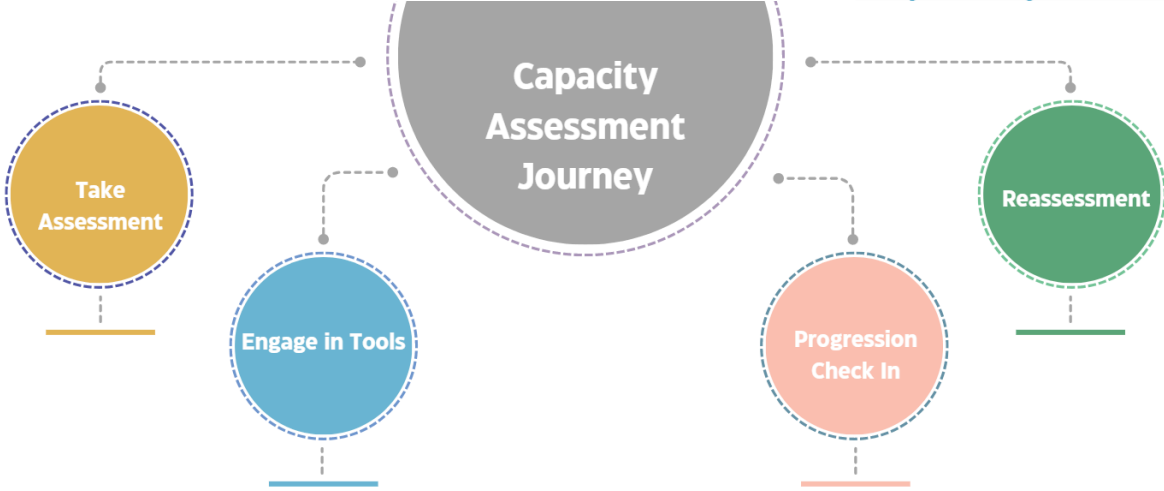 Capacity
Assessment
Journey
Take
Assessment
Engage in Tools
Progression
Check In
Reassessment